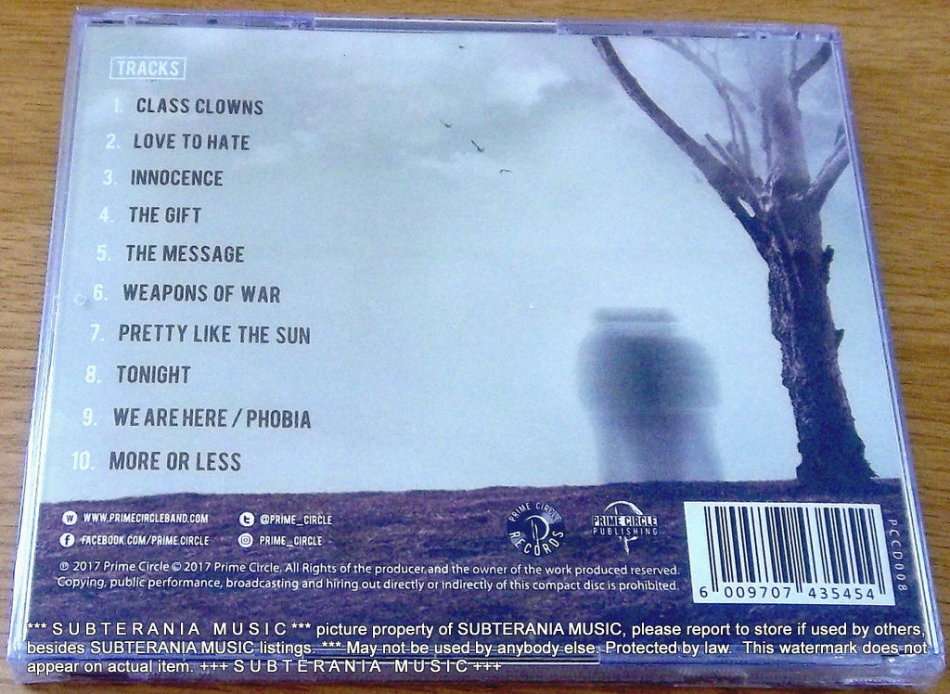 TRACKS
1. CLASS CLOWNS
2. LOVE TO HATE
3. INNOCENCE
4. THE GIFT
5. THE MESSAGE
6. WEAPONS OF WAR
7. PRETTY LIKE THE SUN
8. TONIGHT
9. WE ARE HERE / PHOBIA
10. MORE OR LESS
WWW.PRIMECIRCLEBAND.COM
@PRIME_CIRCLE
FACEBOOK.COM/PRIME.CIRCLE
PRIME_CIRCLE
PRIME CIRCLE
RECORDS
PRIME CIRCLE
PUBLISHING
℗ 2017 Prime Circle © 2017 Prime Circle. All Rights of the producer, and the owner of the work produced reserved.
Copying, public performance, broadcasting and hiring out directly or indirectly of this compact disc is prohibited.
6 009707 435454
PCCD008
*** S U B T E R A N I A M U S I C *** picture property of SUBTERANIA MUSIC, please report to store if used by others,
besides SUBTERANIA MUSIC listings. *** May not be used by anybody else. Protected by law. This watermark does not
appear on actual item. +++ S U B T E R A N I A M U S I C +++